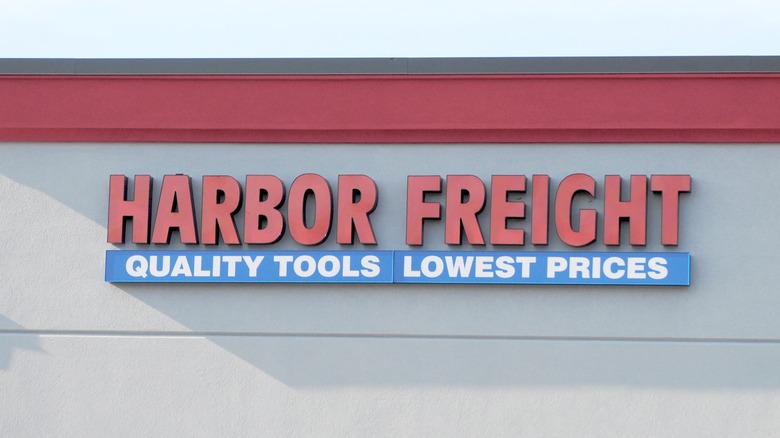 HARBOR FREIGHT
QUALITY TOOLS LOWEST PRICES